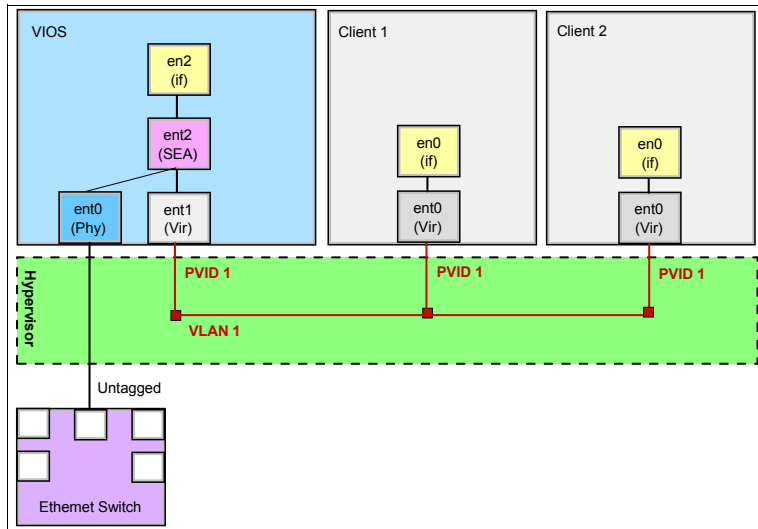 VIOS
en2
(if)
ent2
(SEA)
ent0
(Phy)
ent1
(Vir)
Client 1
en0
(if)
ent0
(Vir)
Client 2
en0
(if)
ent0
(Vir)
Hypervisor
PVID 1
PVID 1
PVID 1
VLAN 1
Untagged
Ethemet Switch